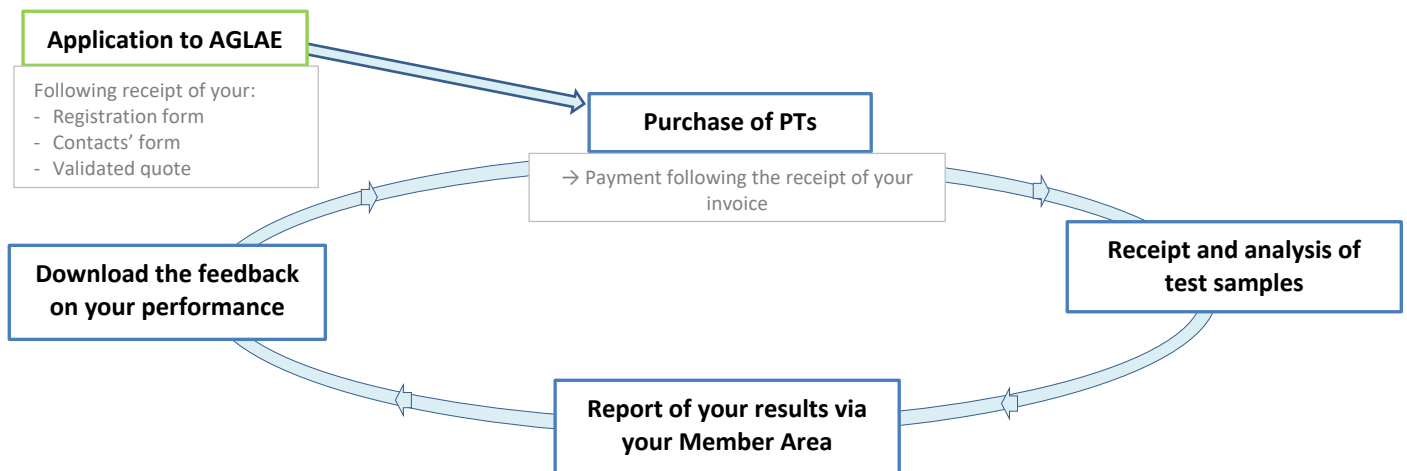 Application to AGLAE
Following receipt of your:
- Registration form
- Contacts’ form
- Validated quote
Purchase of PTs
→ Payment following the receipt of your
invoice
Receipt and analysis of
test samples
Report of your results via
your Member Area
Download the feedback
on your performance